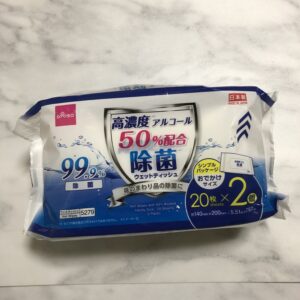 DAISO
日本製
高濃度 アルコール
50%配合
除菌
ウェットティッシュ
身のまわり品の除菌に
99.9%
除菌
シンプル
パッケージ
おでかけ
サイズ
20枚×2個
5279